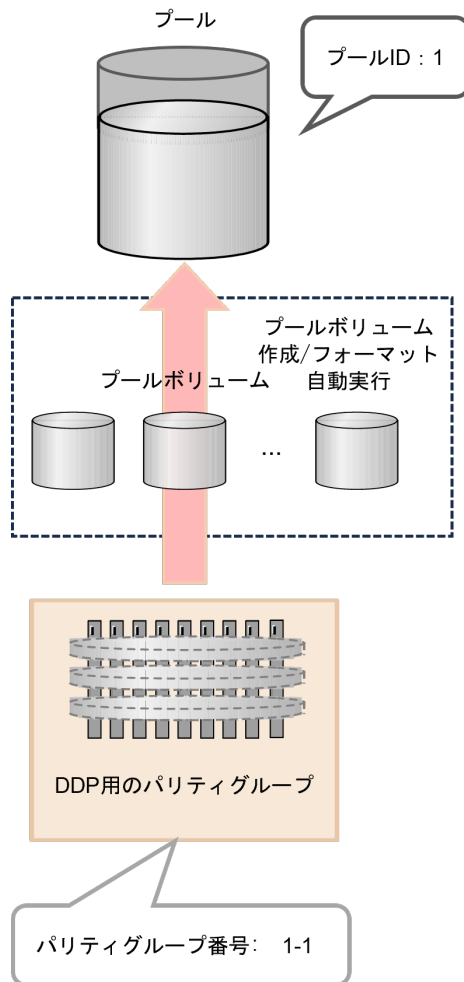 プール
プールID：1
プールボリューム
作成/フォーマット
自動実行
プールボリューム
...
DDP用のパリティグループ
パリティグループ番号:　1-1